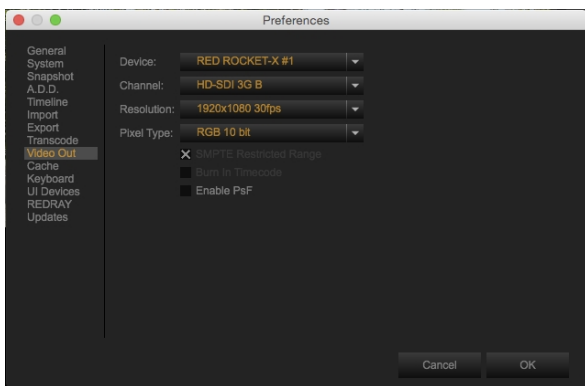 Preferences
General
System
Snapshot
A.D.D.
Timeline
Import
Export
Transcode
Video Out
Cache
Keyboard
UI Devices
REDRAY
Updates
Device: RED ROCKET-X #1
Channel: HD-SDI 3G B
Resolution: 1920x1080 30fps
Pixel Type: RGB 10 bit
SMPTE Restricted Range
Burn In Timecode
Enable PsF
Cancel OK